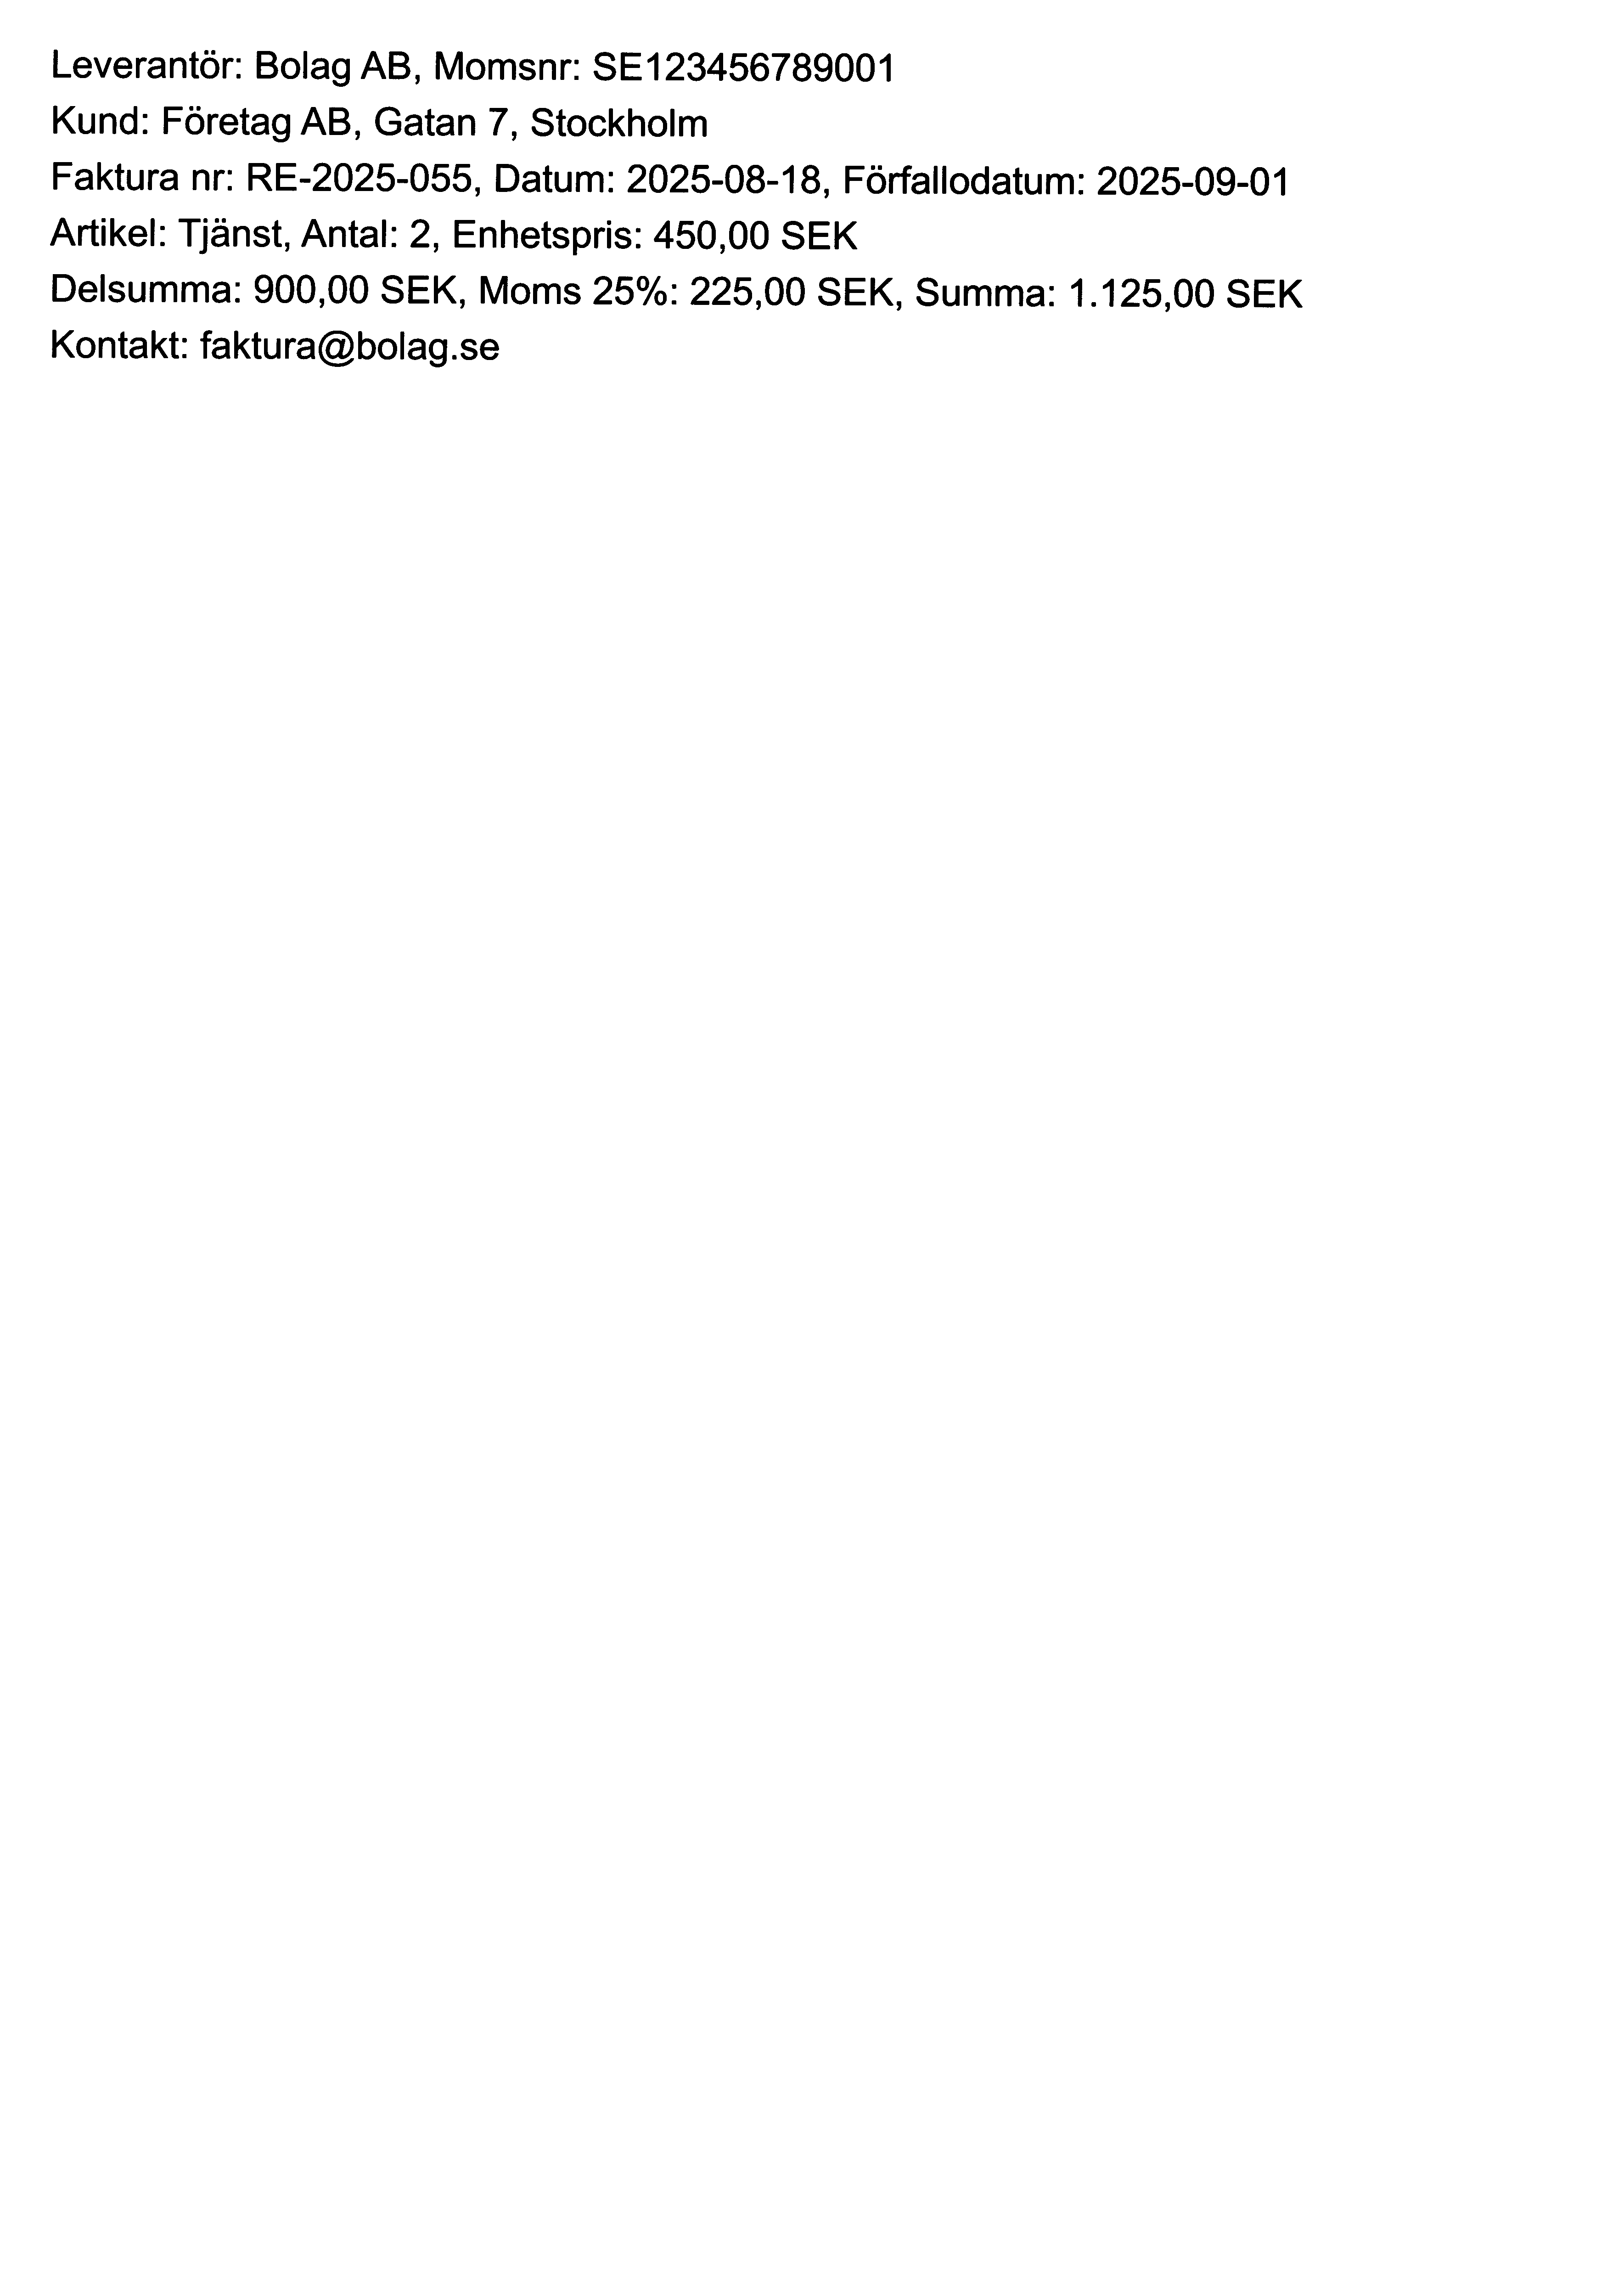 Leverantör: Bolag AB, Momsnr: SE123456789001
Kund: Företag AB, Gatan 7, Stockholm
Faktura nr: RE-2025-055, Datum: 2025-08-18, Förfallodatum: 2025-09-01
Artikel: Tjänst, Antal: 2, Enhetspris: 450,00 SEK
Delsumma: 900,00 SEK, Moms 25%: 225,00 SEK, Summa: 1.125,00 SEK
Kontakt: faktura@bolag.se